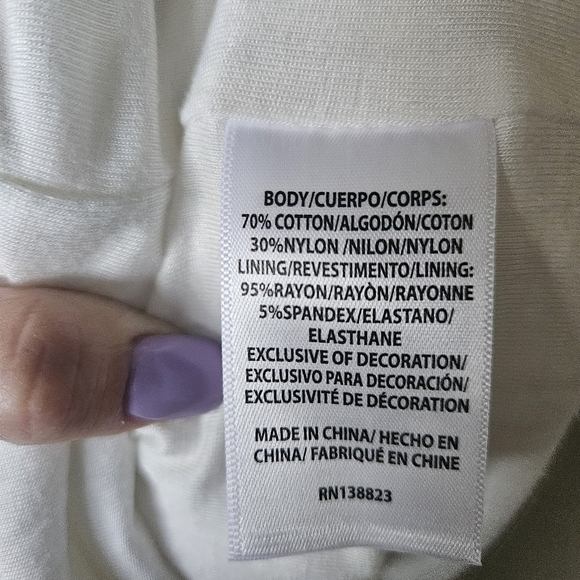 BODY/CUERPO/CORPS:
70% COTTON/ALGODÓN/COTON
30%NYLON /NILON/NYLON
LINING/REVESTIMENTO/LINING:
95%RAYON/RAYÒN/RAYONNE
5%SPANDEX/ELASTANO/
ELASTHANE
EXCLUSIVE OF DECORATION/
EXCLUSIVO PARA DECORACIÓN/
EXCLUSIVITÉ DE DÉCORATION
MADE IN CHINA/ HECHO EN
CHINA/ FABRIQUÉ EN CHINE
RN138823